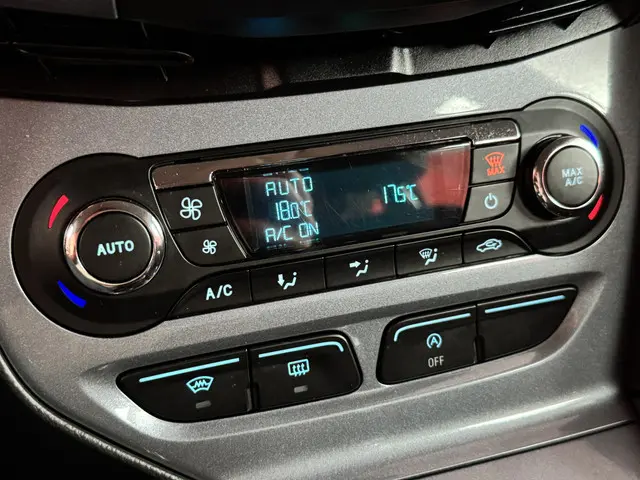 AUTO
18.0°C
A/C ON
17.5°C
MAX
MAX
A/C
AUTO
A/C
OFF